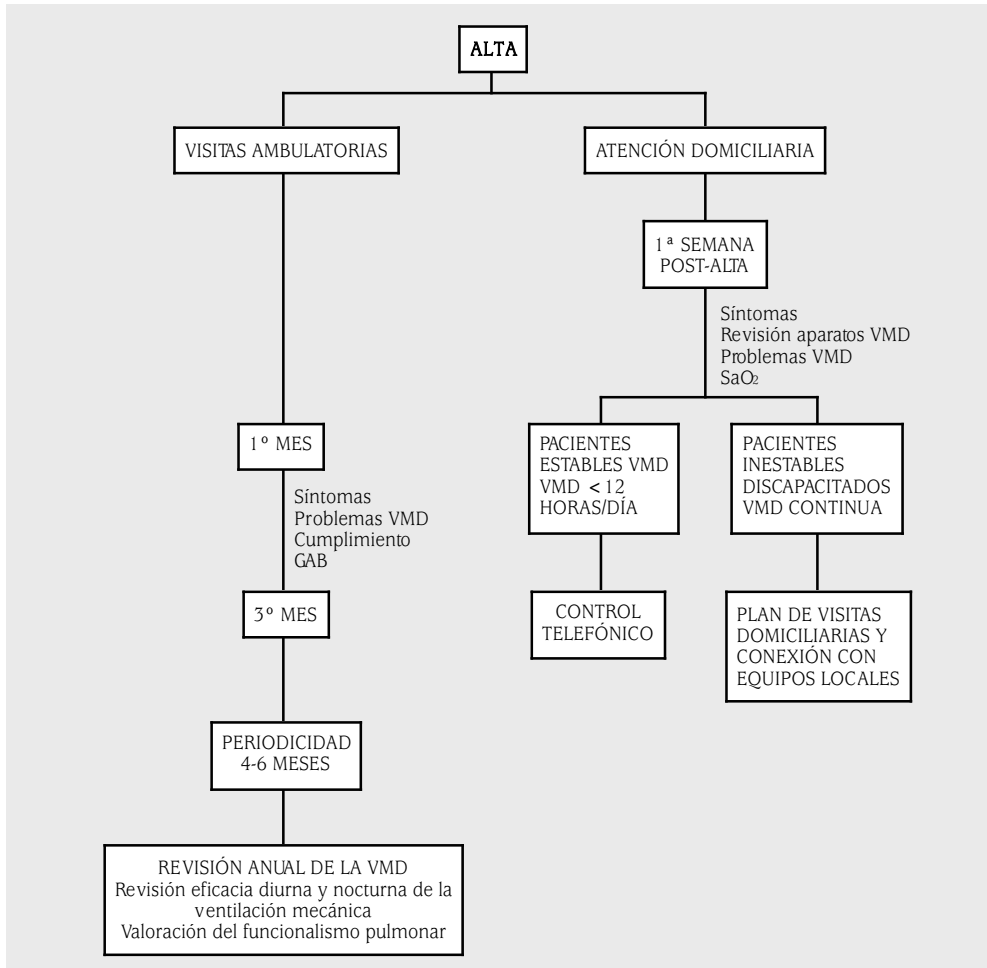 ALTA
VISITAS AMBULATORIAS
1º MES
Síntomas
Problemas VMD
Cumplimiento
GAB
3º MES
PERIODICIDAD
4-6 MESES
REVISIÓN ANUAL DE LA VMD
Revisión eficacia diurna y nocturna de la
ventilación mecánica
Valoración del funcionalismo pulmonar
ATENCIÓN DOMICILIARIA
1ª SEMANA
POST-ALTA
Síntomas
Revisión aparatos VMD
Problemas VMD
SaO₂
PACIENTES
ESTABLES VMD
VMD < 12
HORAS/DÍA
CONTROL
TELEFÓNICO
PACIENTES
INESTABLES
DISCAPACITADOS
VMD CONTINUA
PLAN DE VISITAS
DOMICILIARIAS Y
CONEXIÓN CON
EQUIPOS LOCALES